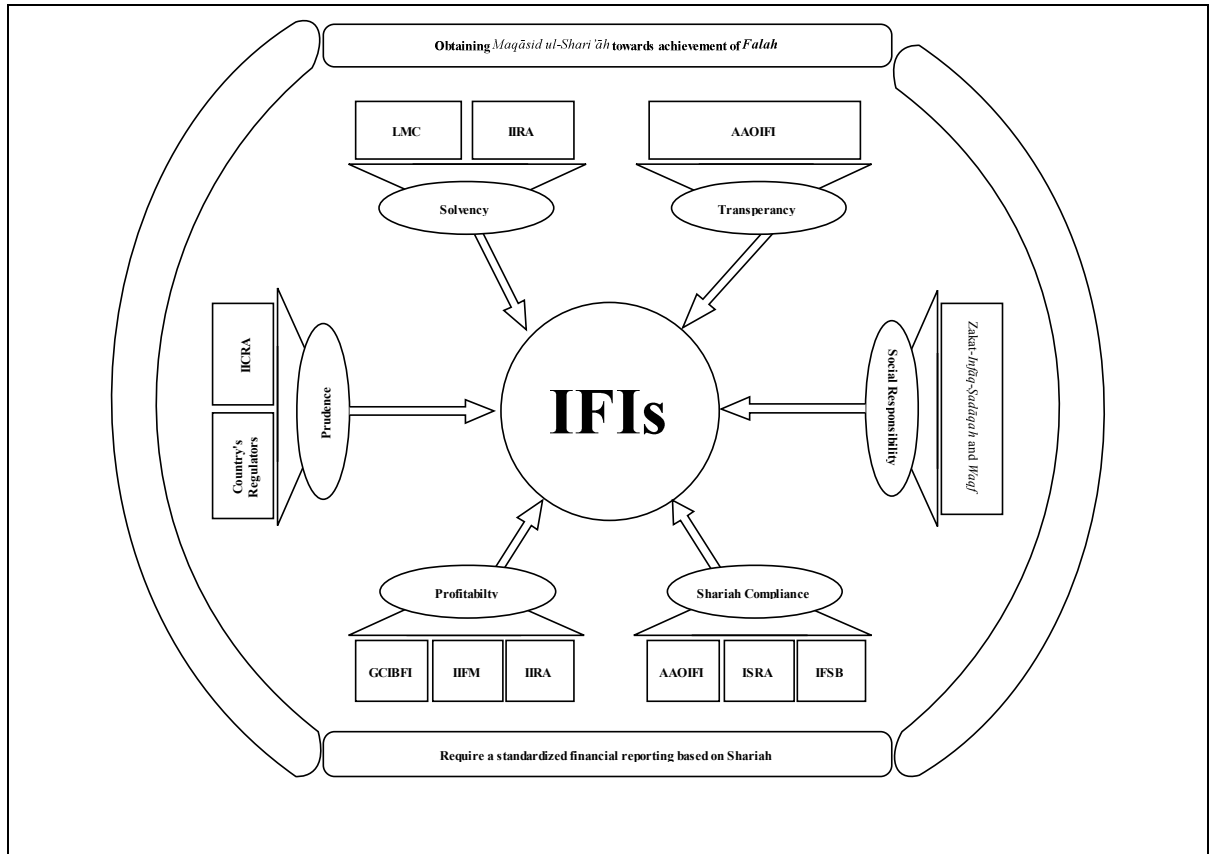 Obtaining Maqāsid ul-Shari'āh towards achievement of Falah
LMC
IIRA
AAOIFI
Solvency
Transperancy
IICRA
Country's
Regulators
Prudence
IFIs
Social Responsibility
Zakat-Infāq-Ṣadāqah and Waqf
Profitabilty
Shariah Compliance
GCIBFI
IIFM
IIRA
AAOIFI
ISRA
IFSB
Require a standardized financial reporting based on Shariah